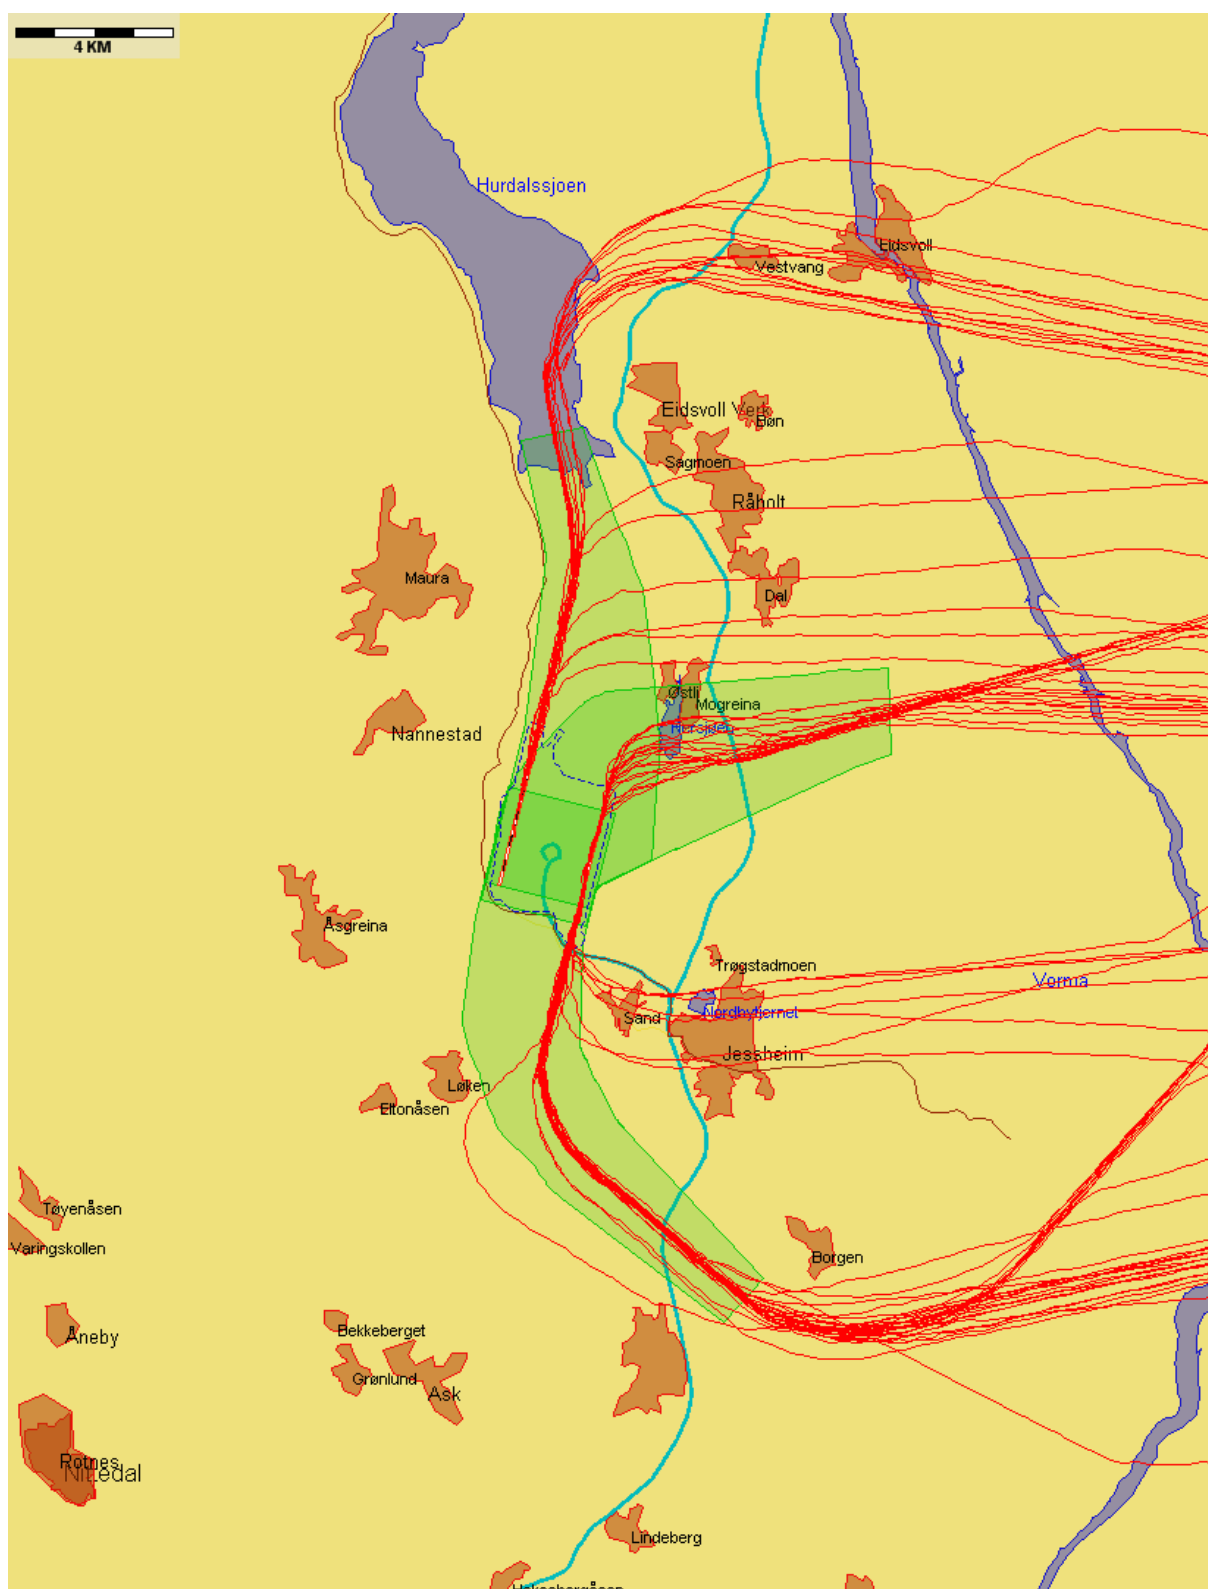 4 KM
Hurdalssjoen
Eidsvoll
Vestvang
Eidsvoll Verk
Bøn
Sagmoen
Råholt
Maura
Dal
Østli
Mogreina
Hersjoen
Nannestad
Åsgreina
Trøgstadmoen
Vorma
Nordbytjernet
Sand
Jessheim
Løken
Eltonåsen
Tøyenåsen
Varingskollen
Borgen
Åneby
Bekkeberget
Grønlund
Ask
Rotnes
Nittedal
Lindeberg